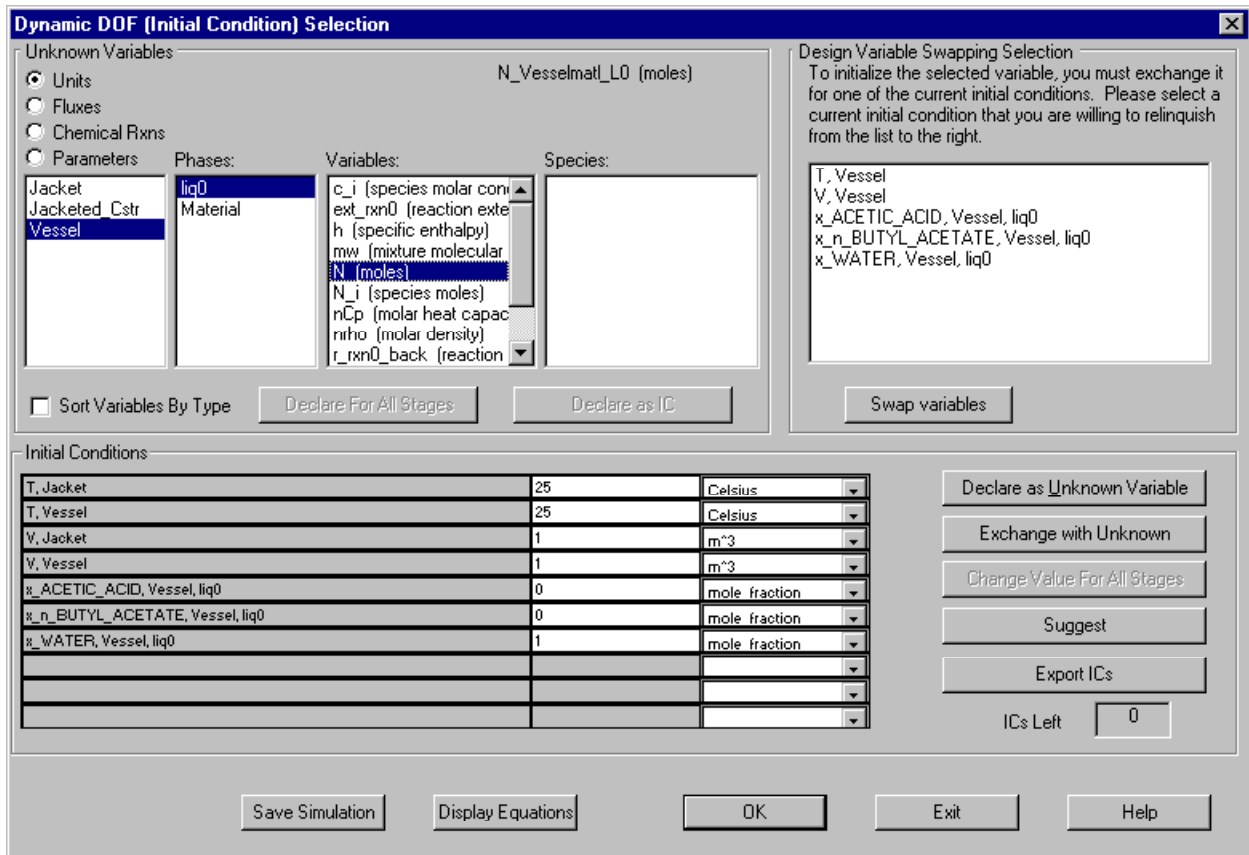 Dynamic DOF (Initial Condition) Selection
Unknown Variables
Units
Fluxes
Chemical Rxns
Parameters
N_Vesselmatl_L0 (moles)
Phases:
Variables:
Species:
Jacket
Jacketed_Cstr
Vessel
liq0
Material
c_i (species molar con
ext_rxn0 (reaction exte
h (specific enthalpy)
mw (mixture molecular
N (moles)
N_i (species moles)
nCp (molar heat capac
nrho (molar density)
r_rxn0_back (reaction
Sort Variables By Type
Declare For All Stages
Declare as IC
Design Variable Swapping Selection
To initialize the selected variable, you must exchange it
for one of the current initial conditions. Please select a
current initial condition that you are willing to relinquish
from the list to the right.
T, Vessel
V, Vessel
x_ACETIC_ACID, Vessel, liq0
x_n_BUTYL_ACETATE, Vessel, liq0
x_WATER, Vessel, liq0
Swap variables
Initial Conditions
T, Jacket 25 Celsius
T, Vessel 25 Celsius
V, Jacket 1 m^3
V, Vessel 1 m^3
x_ACETIC_ACID, Vessel, liq0 0 mole fraction
x_n_BUTYL_ACETATE, Vessel, liq0 0 mole fraction
x_WATER, Vessel, liq0 1 mole fraction
Declare as Unknown Variable
Exchange with Unknown
Change Value For All Stages
Suggest
Export ICs
ICs Left 0
Save Simulation
Display Equations
OK
Exit
Help